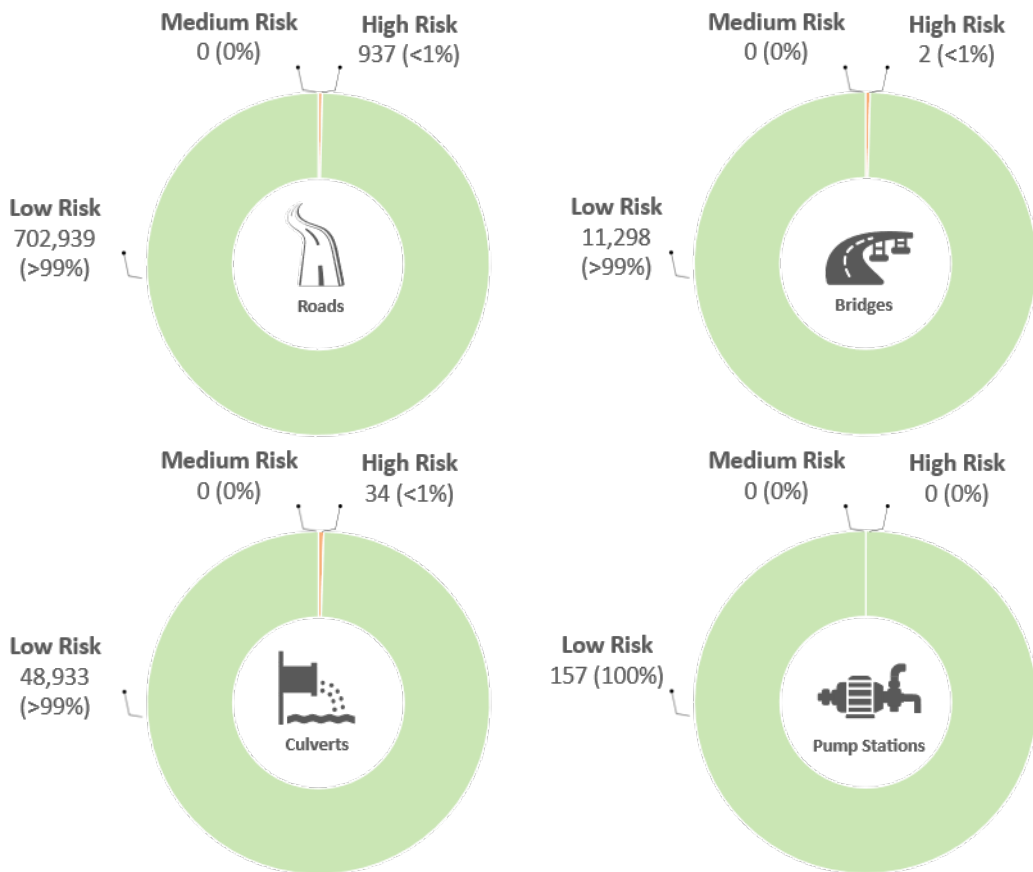 Medium Risk
0 (0%)
High Risk
937 (<1%)
Low Risk
702,939
(>99%)
Roads
Medium Risk
0 (0%)
High Risk
2 (<1%)
Low Risk
11,298
(>99%)
Bridges
Medium Risk
0 (0%)
High Risk
34 (<1%)
Low Risk
48,933
(>99%)
Culverts
Medium Risk
0 (0%)
High Risk
0 (0%)
Low Risk
157 (100%)
Pump Stations